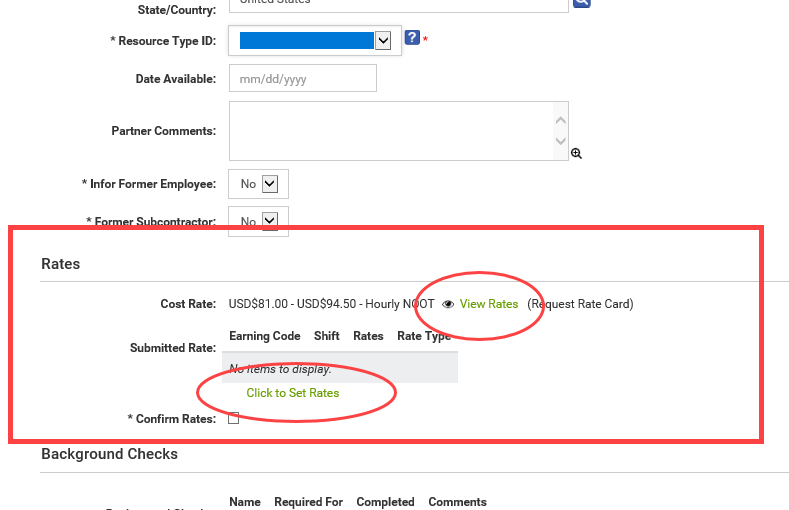 State/Country: United States
* Resource Type ID: ? *
Date Available: mm/dd/yyyy
Partner Comments:
* Infor Former Employee: No
* Former Subcontractor: No
Rates
Cost Rate: USD$81.00 - USD$94.50 - Hourly NOOT View Rates (Request Rate Card)
Earning Code Shift Rates Rate Type
Submitted Rate:
No items to display.
Click to Set Rates
* Confirm Rates:
Background Checks
Name Required For Completed Comments